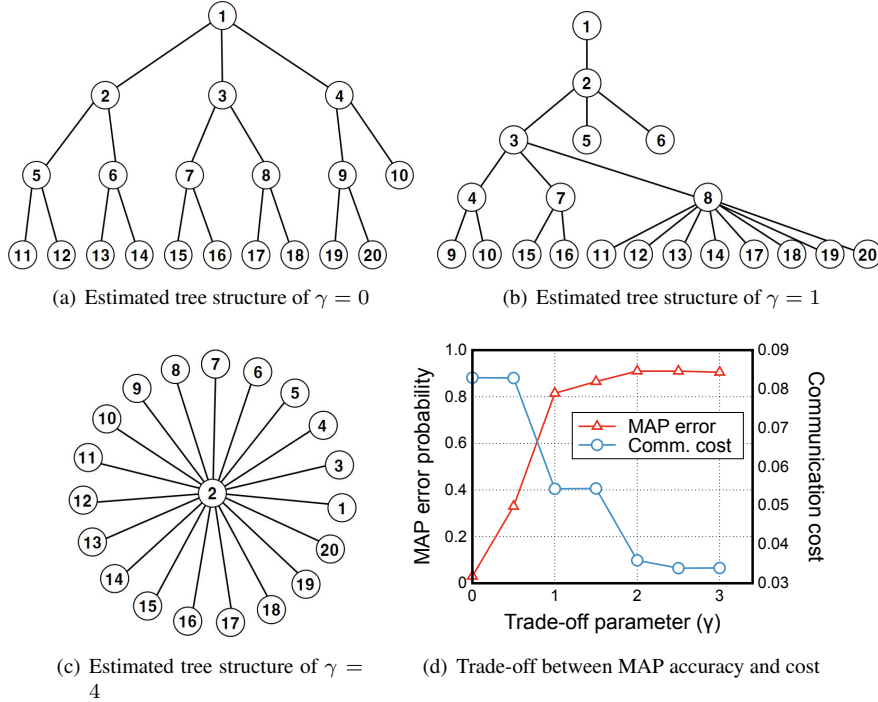 1
2 3 4
5 6 7 8 9 10
11 12 13 14 15 16 17 18 19 20
(a) Estimated tree structure of γ = 0
1
2
3 5 6
4 7 8
9 10 15 16 11 12 13 14 17 18 19 20
(b) Estimated tree structure of γ = 1
7
8 6
9 5
10 4
11 3
2
12 1
13 20
14 19
15 18
16 17
(c) Estimated tree structure of γ =
4
MAP error probability
1.0
0.8
0.6
0.4
0.2
0
MAP error
Comm. cost
0.09
0.08
0.07
0.06
0.05
0.04
0.03
Communication cost
0 1 2 3
Trade-off parameter (γ)
(d) Trade-off between MAP accuracy and cost